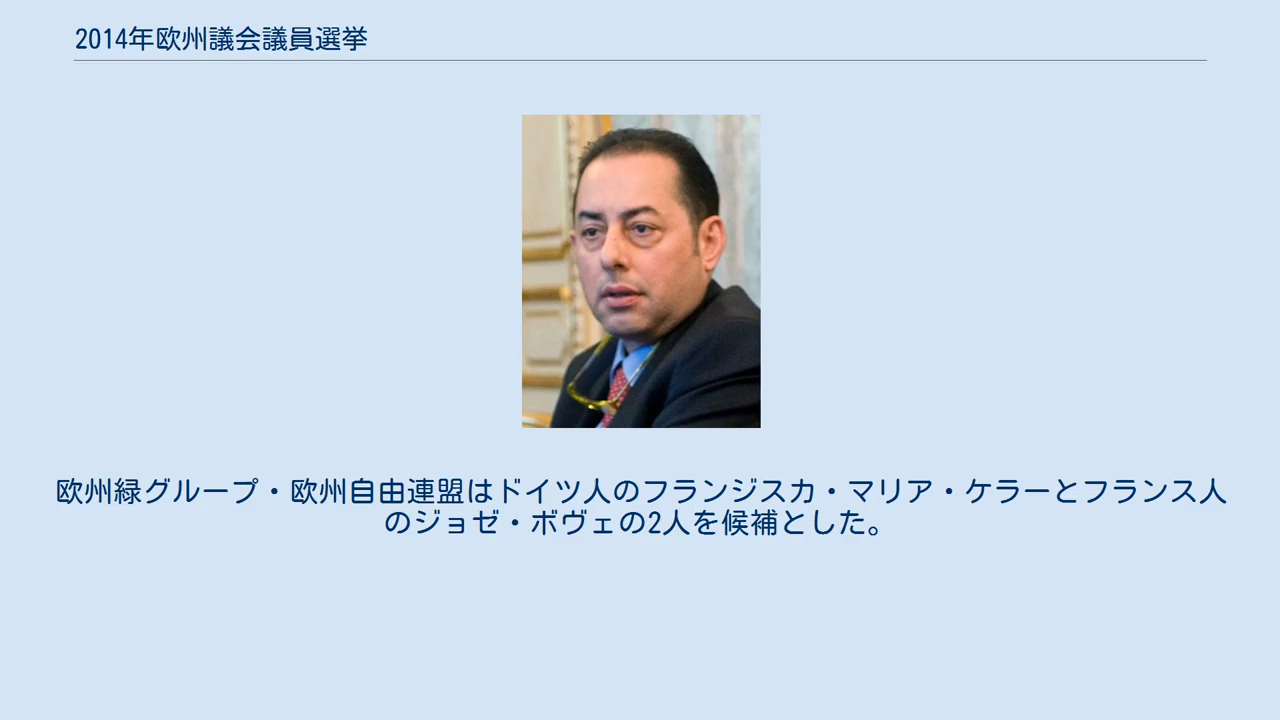 2014年欧州議会議員選挙
欧州緑グループ・欧州自由連盟はドイツ人のフランジスカ・マリア・ケラーとフランス人
のジョゼ・ボヴェの2人を候補とした。